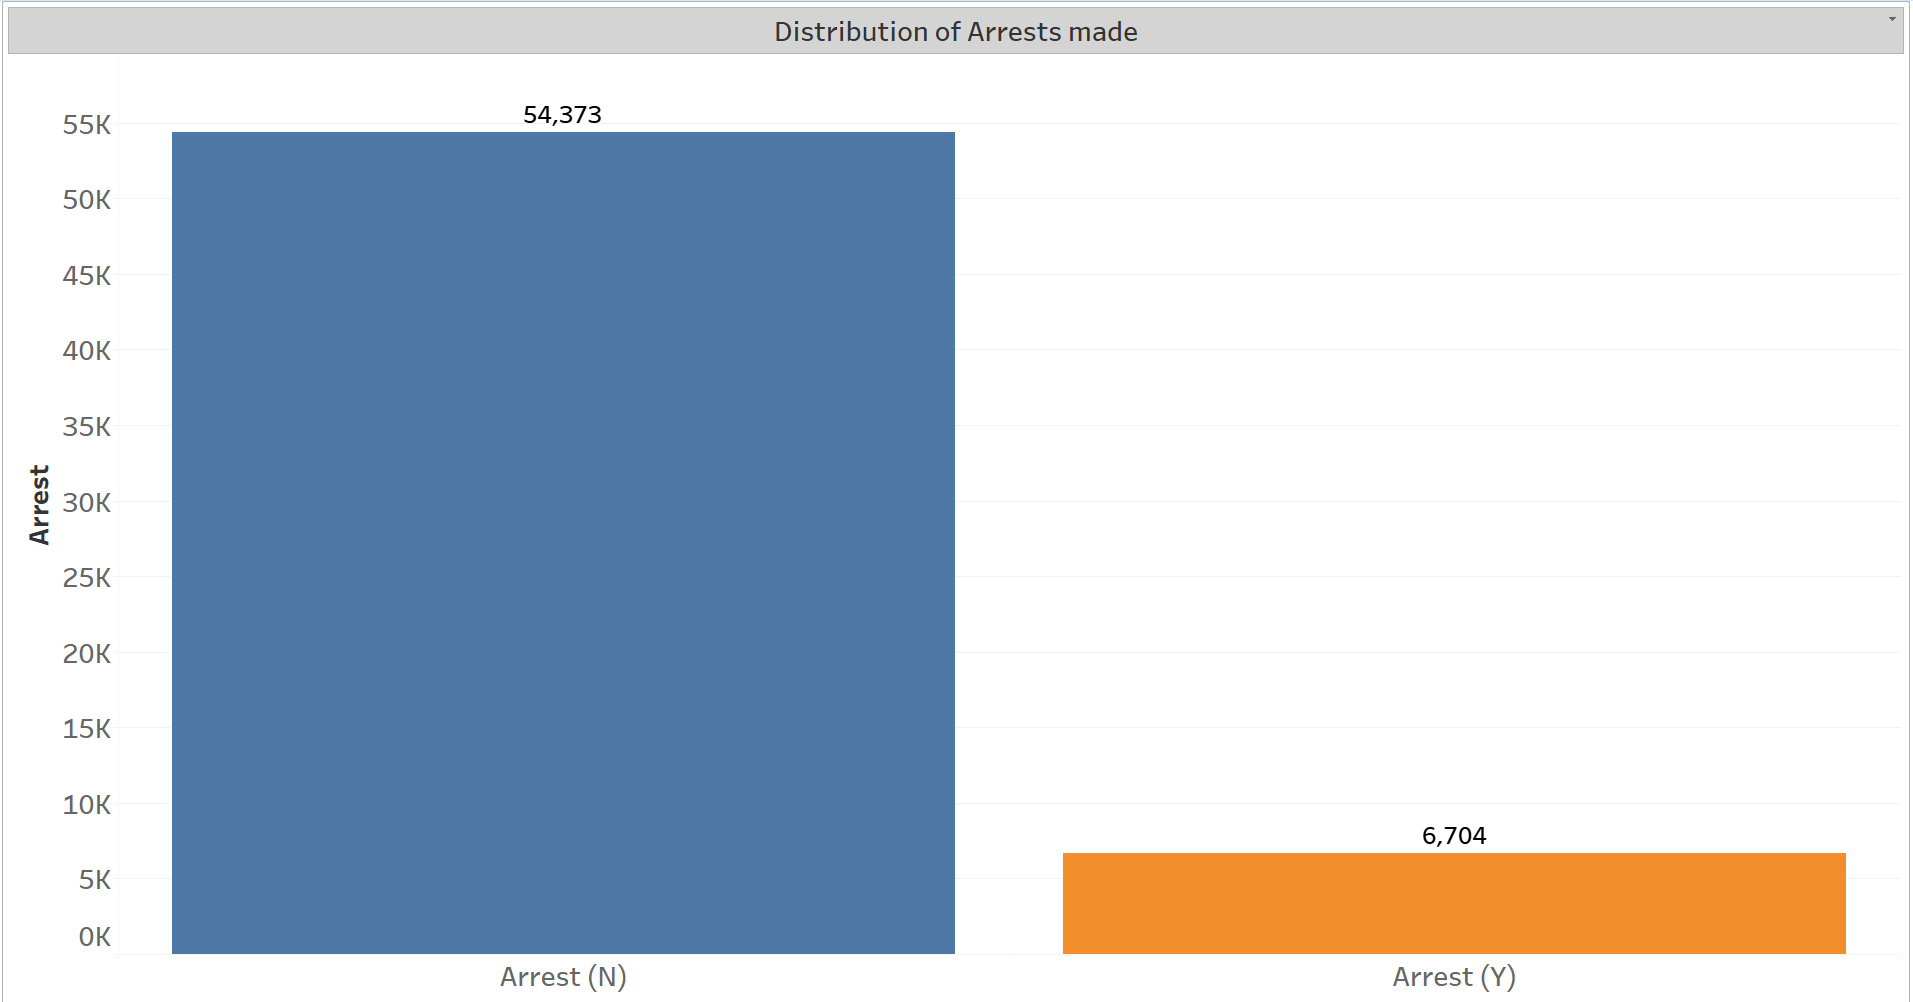 Distribution of Arrests made
54,373
55K
50K
45K
40K
35K
Arrest
30K
25K
20K
15K
10K
6,704
5K
0K
Arrest (N)
Arrest (Y)